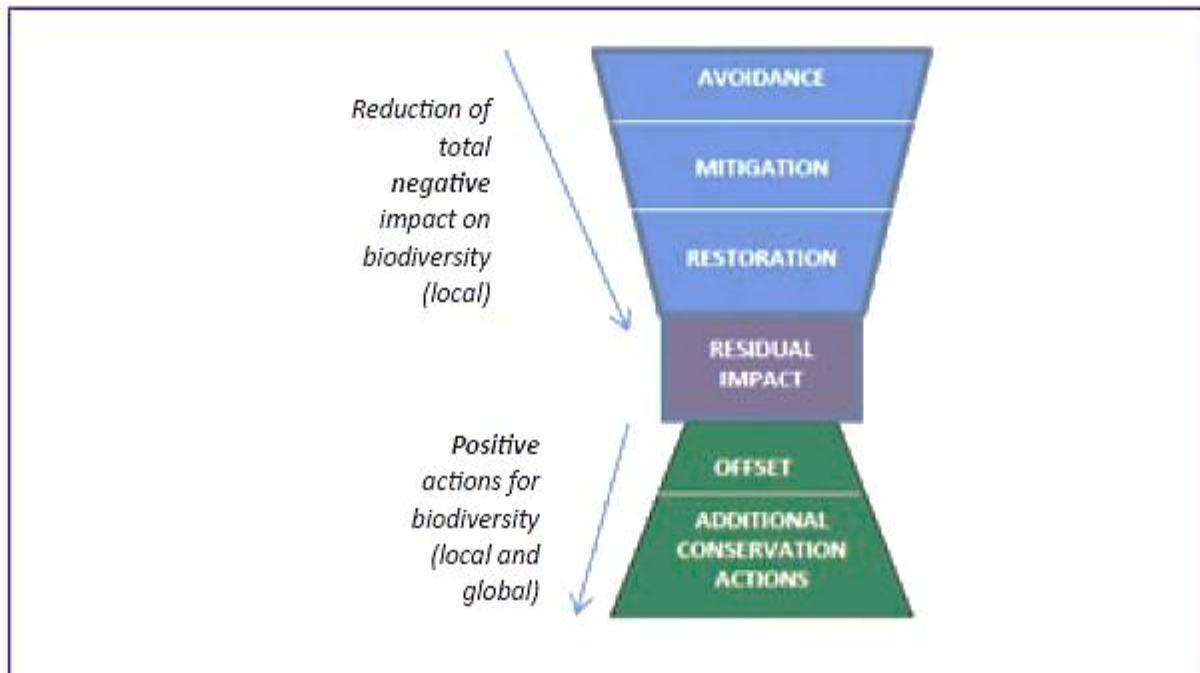 Reduction of
total
negative
impact on
biodiversity
(local)
AVOIDANCE
MITIGATION
RESTORATION
RESIDUAL
IMPACT
Positive
actions for
biodiversity
(local and
global)
OFFSET
ADDITIONAL
CONSERVATION
ACTIONS